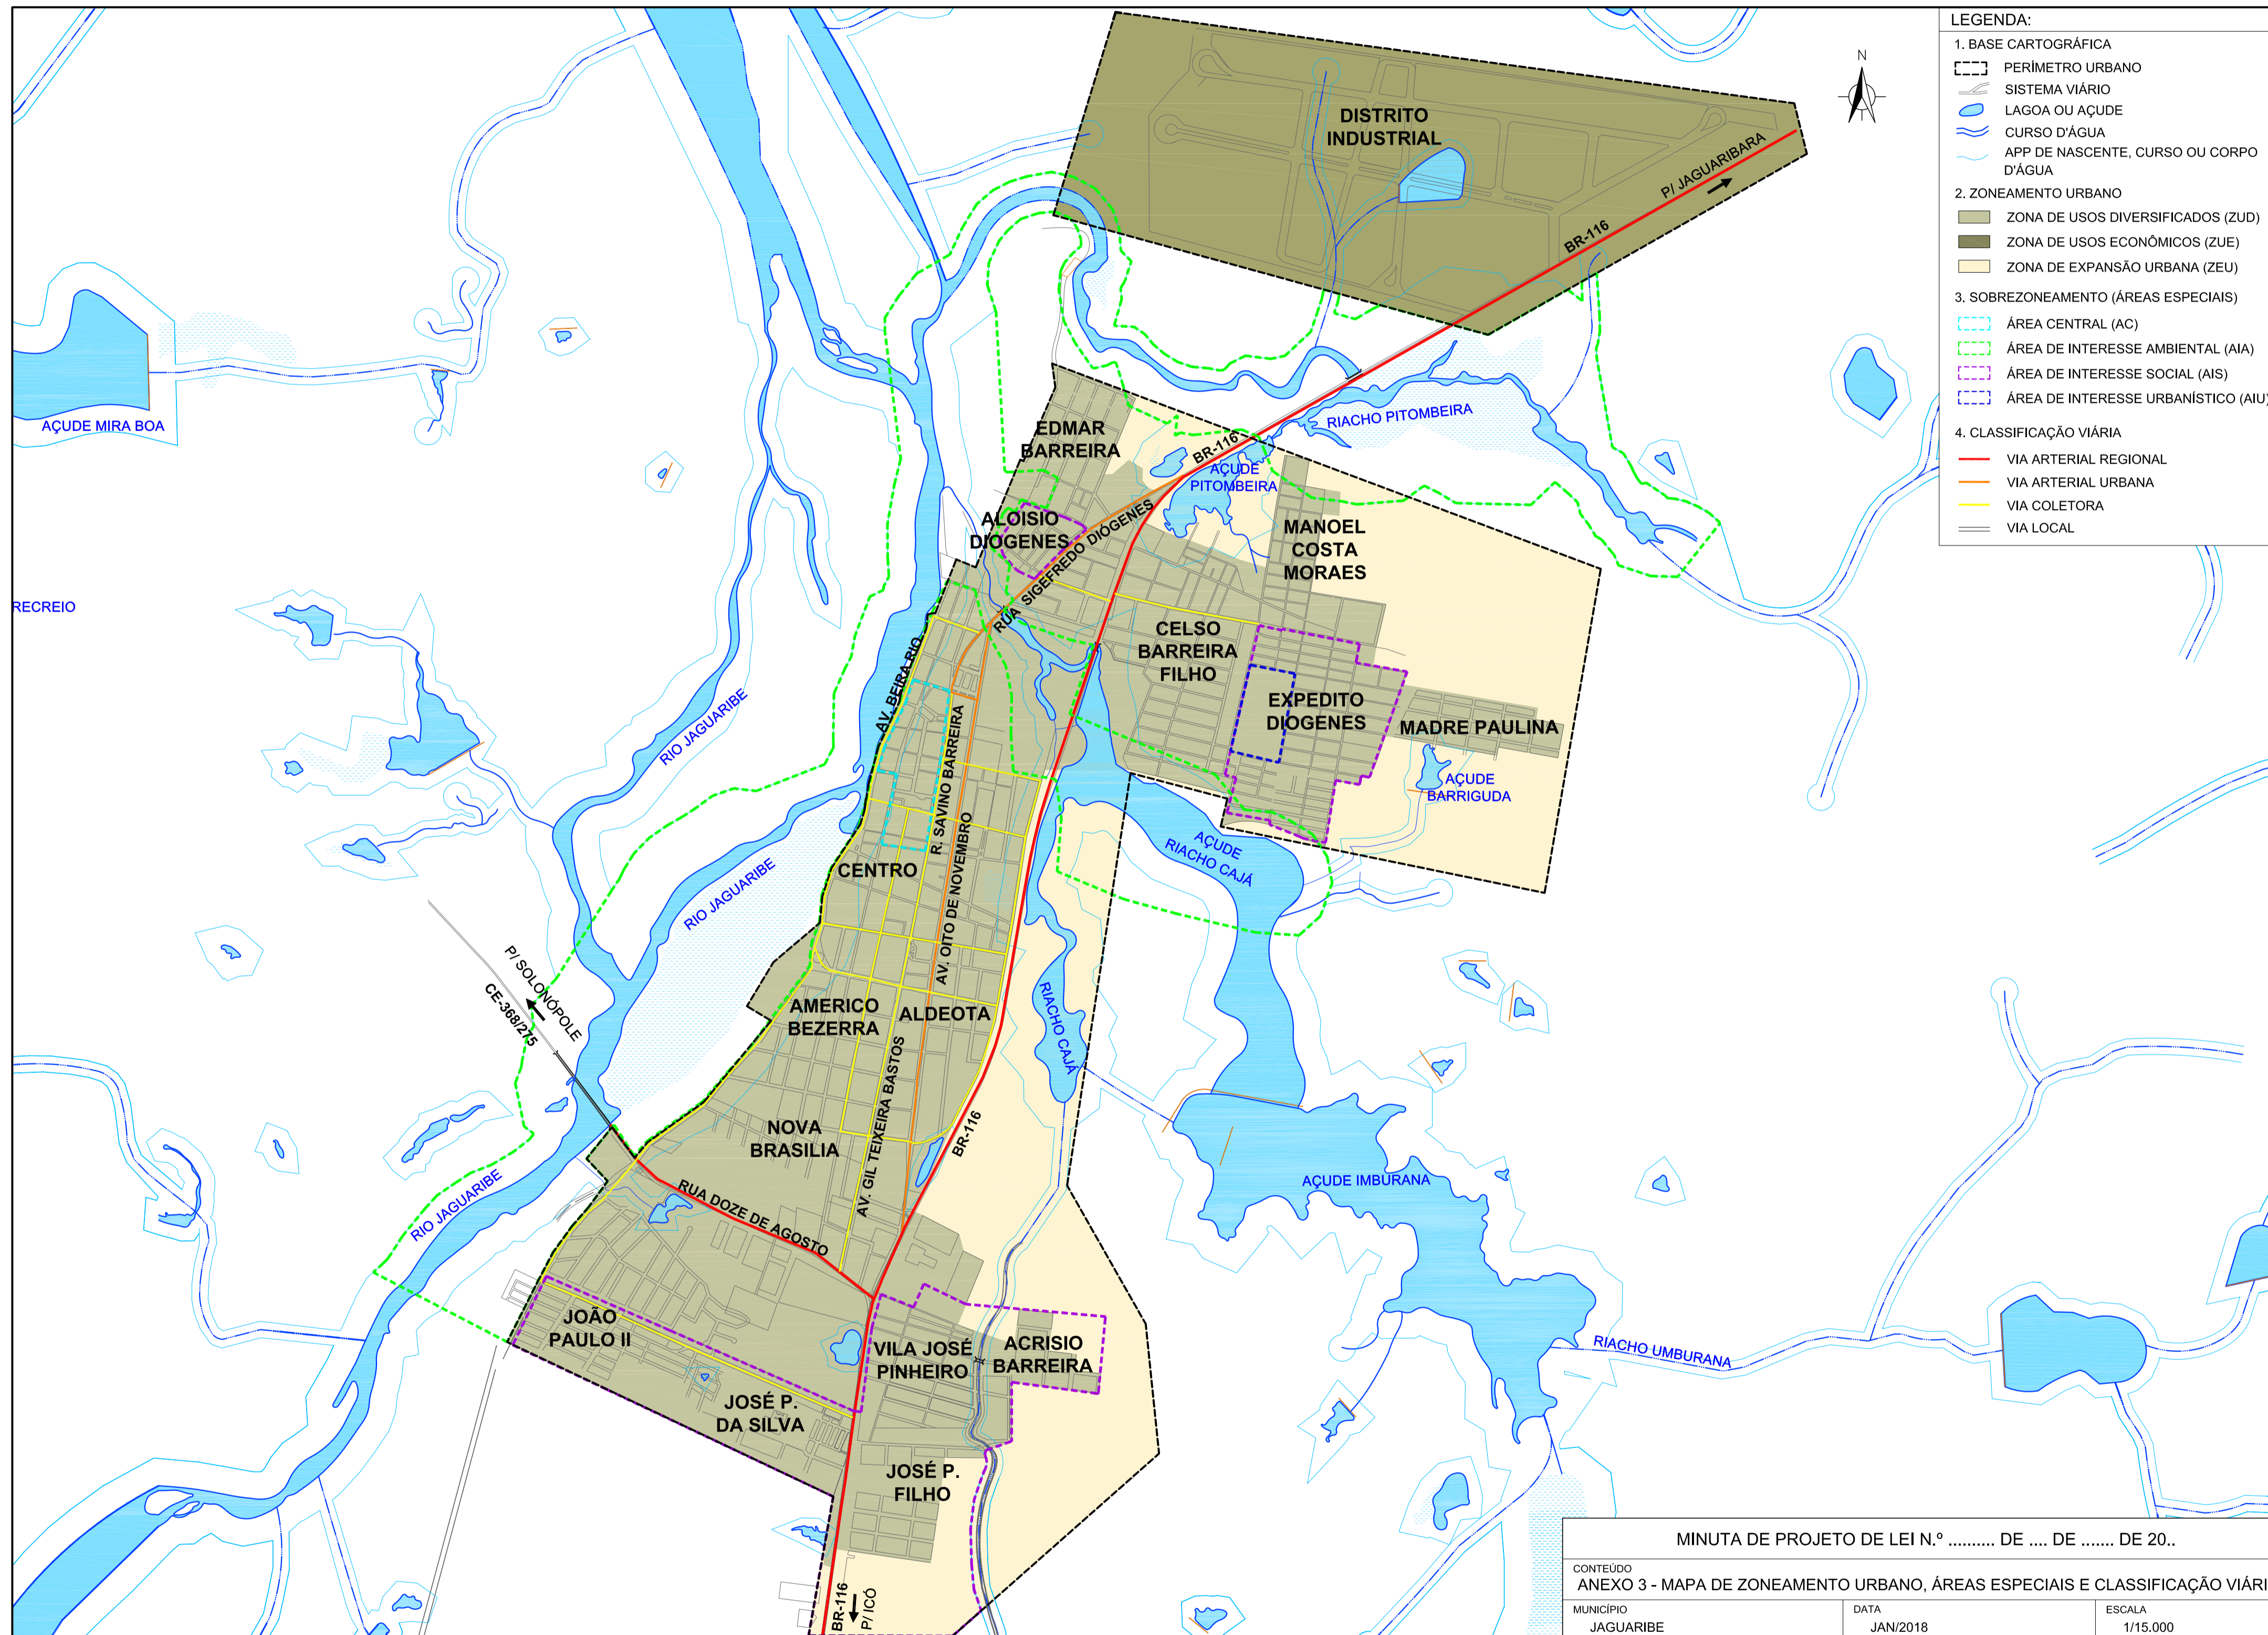 LEGENDA:
1. BASE CARTOGRÁFICA
PERÍMETRO URBANO
SISTEMA VIÁRIO
LAGOA OU AÇUDE
CURSO D'ÁGUA
APP DE NASCENTE, CURSO OU CORPO
D'ÁGUA
2. ZONEAMENTO URBANO
ZONA DE USOS DIVERSIFICADOS (ZUD)
ZONA DE USOS ECONÔMICOS (ZUE)
ZONA DE EXPANSÃO URBANA (ZEU)
3. SOBREZONEAMENTO (ÁREAS ESPECIAIS)
ÁREA CENTRAL (AC)
ÁREA DE INTERESSE AMBIENTAL (AIA)
ÁREA DE INTERESSE SOCIAL (AIS)
ÁREA DE INTERESSE URBANÍSTICO (AIU)
4. CLASSIFICAÇÃO VIÁRIA
VIA ARTERIAL REGIONAL
VIA ARTERIAL URBANA
VIA COLETORA
VIA LOCAL
N
DISTRITO
INDUSTRIAL
P/ JAGUARIBARA
BR-116
AÇUDE MIRA BOA
RIACHO PITOMBEIRA
EDMAR
BARREIRA
BR-116
AÇUDE
PITOMBEIRA
ALOISIO
DIOGENES
RUA SIGEFREDO DIÓGENES
MANOEL
COSTA
MORAES
RECREIO
CELSO
BARREIRA
FILHO
AV. BEIRA RIO
EXPEDITO
DIOGENES
MADRE PAULINA
RIO JAGUARIBE
R. SAVINO BARREIRA
AÇUDE
BARRIGUDA
AÇUDE
RIACHO CAJÁ
CENTRO
RIO JAGUARIBE
AV. OITO DE NOVEMBRO
P/ SOLONÓPOLE
CE-368/275
AMERICO
BEZERRA
ALDEOTA
RIACHO CAJÁ
AV. GIL TEIXEIRA BASTOS
NOVA
BRASILIA
BR-116
AÇUDE IMBURANA
RIO JAGUARIBE
RUA DOZE DE AGOSTO
JOÃO
PAULO II
VILA JOSÉ
PINHEIRO
ACRISIO
BARREIRA
RIACHO UMBURANA
JOSÉ P.
DA SILVA
JOSÉ P.
FILHO
BR-116
P/ ICÓ
MINUTA DE PROJETO DE LEI N.º .......... DE .... DE ....... DE 20..
CONTEÚDO
ANEXO 3 - MAPA DE ZONEAMENTO URBANO, ÁREAS ESPECIAIS E CLASSIFICAÇÃO VIÁRI
MUNICÍPIO
JAGUARIBE
DATA
JAN/2018
ESCALA
1/15.000